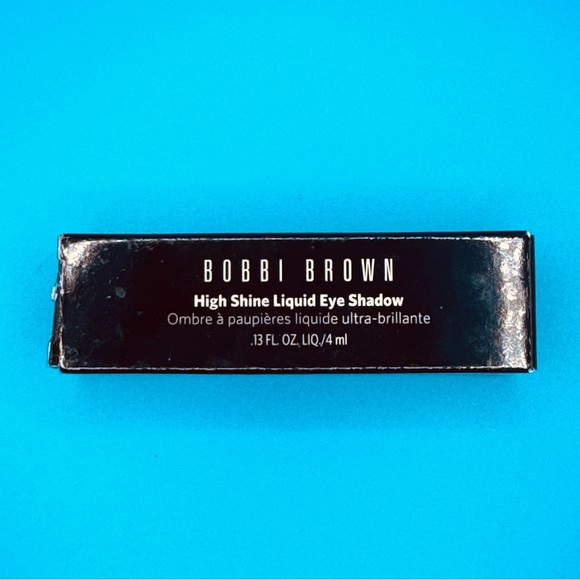 BOBBI BROWN
High Shine Liquid Eye Shadow
Ombre à paupières liquide ultra-brillante
.13 FL. OZ. LIQ./4 ml